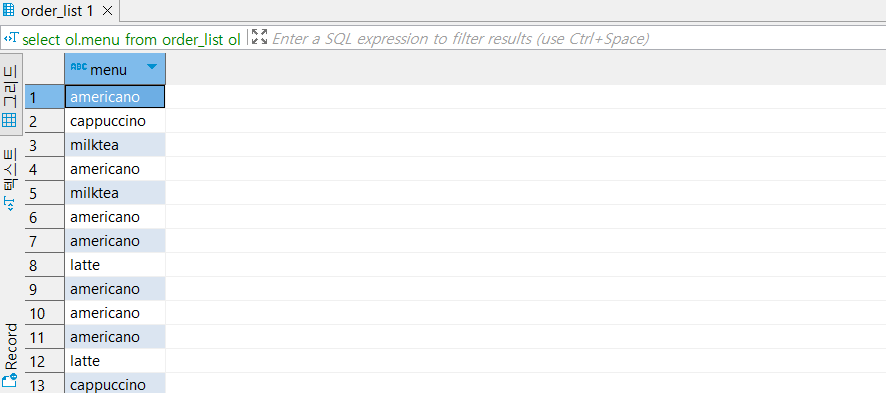 order_list 1
select ol.menu from order_list ol Enter a SQL expression to filter results (use Ctrl+Space)
그리드
텍스트
Record
ABC menu
1 americano
2 cappuccino
3 milktea
4 americano
5 milktea
6 americano
7 americano
8 latte
9 americano
10 americano
11 americano
12 latte
13 cappuccino